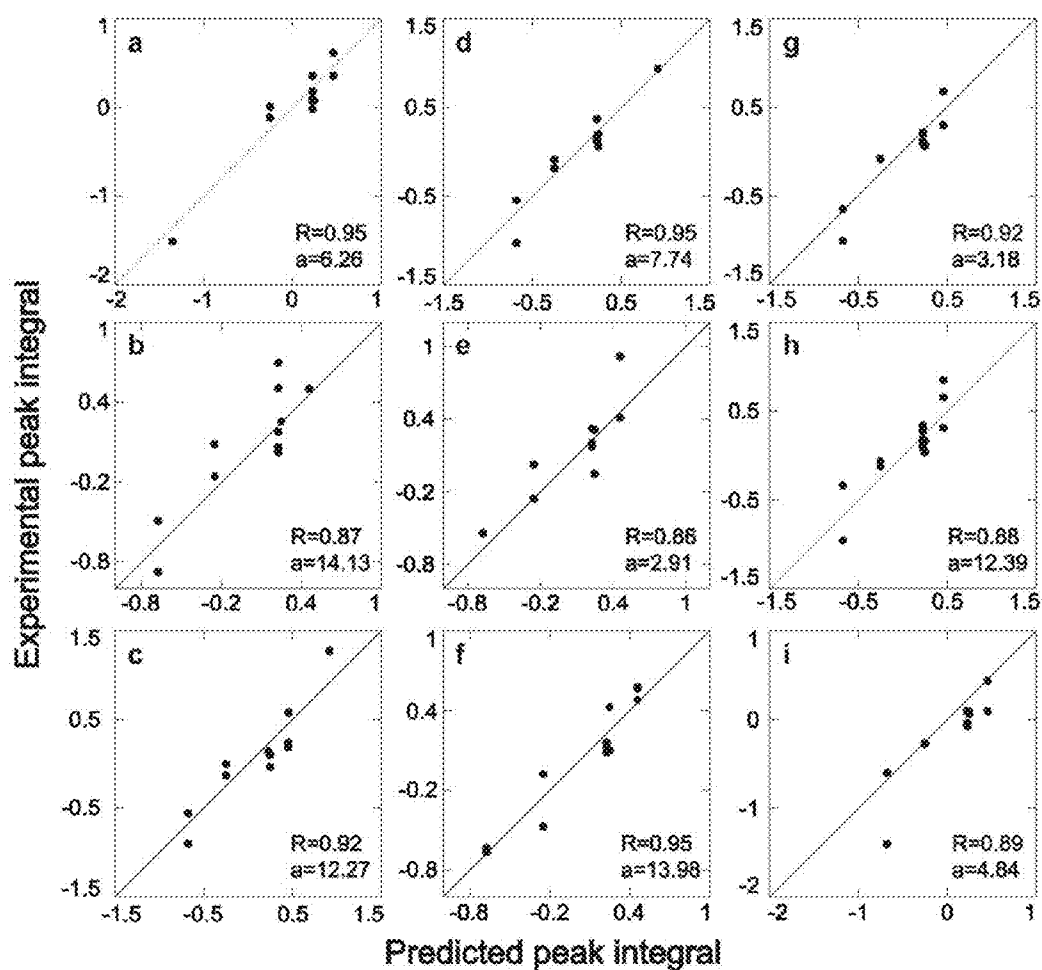 Experimental peak integral
a
1
0
-1
-2
R=0.95
a=6.26
-2 -1 0 1
d
1.5
0.5
-0.5
-1.5
R=0.95
a=7.74
-1.5 -0.5 0.5 1.5
g
1.5
0.5
-0.5
-1.5
R=0.92
a=3.18
-1.5 -0.5 0.5 1.5
b
1
0.4
-0.2
-0.8
R=0.87
a=14.13
-0.8 -0.2 0.4 1
e
1
0.4
-0.2
-0.8
a=2.91
-0.8 -0.2 0.4 1
h
1.5
0.5
-0.5
-1.5
R=0.88
a=12.39
-1.5 -0.5 0.5 1.5
c
1.5
0.5
-0.5
-1.5
R=0.92
a=12.27
-1.5 -0.5 0.5 1.5
f
1
0.4
-0.2
-0.8
R=0.95
a=13.98
-0.8 -0.2 0.4 1
i
1
0
-1
-2
R=0.89
a=4.84
-2 -1 0 1
Predicted peak integral